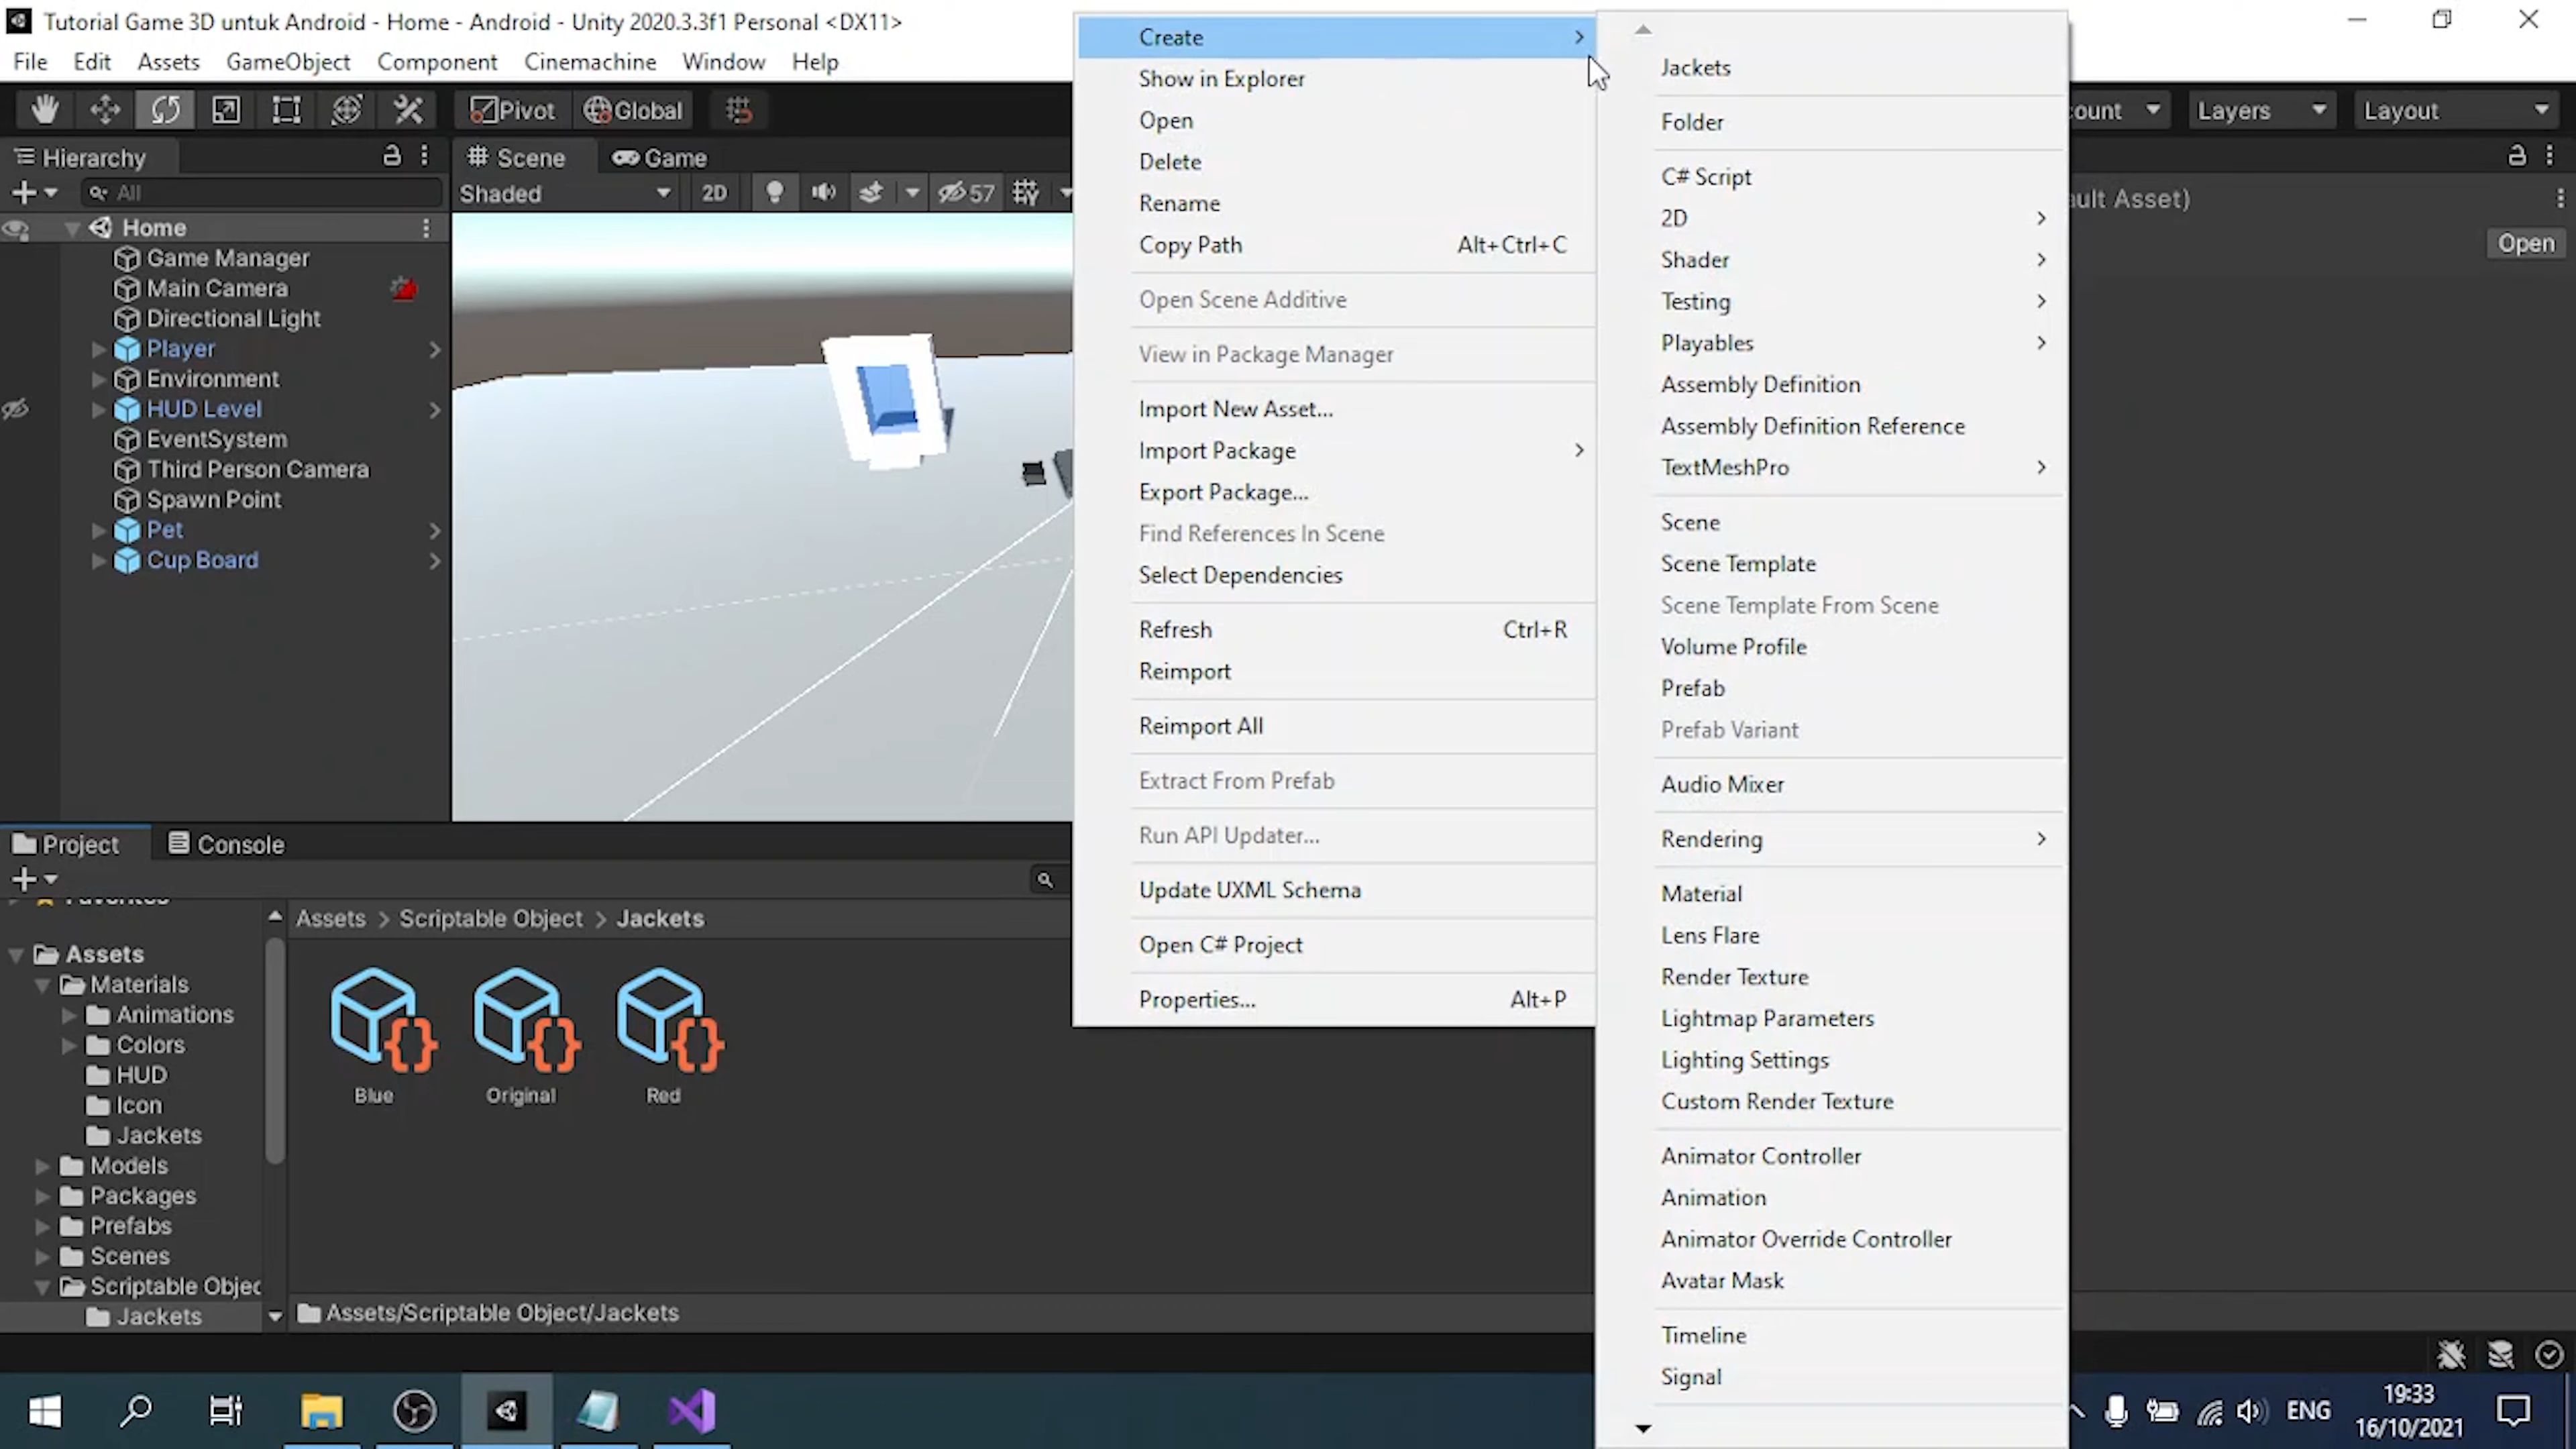 Tutorial Game 3D untuk Android - Home - Android - Unity 2020.3.3f1 Personal <DX11>
File Edit Assets GameObject Component Cinemachine Window Help
Pivot Global
Layers Layout
Hierarchy
All
Home
Game Manager
Main Camera
Directional Light
Player
Environment
HUD Level
EventSystem
Third Person Camera
Spawn Point
Pet
Cup Board
Scene Game
Shaded 2D 57
Create
Show in Explorer
Open
Delete
Rename
Copy Path Alt+Ctrl+C
Open Scene Additive
View in Package Manager
Import New Asset...
Import Package
Export Package...
Find References In Scene
Select Dependencies
Refresh Ctrl+R
Reimport
Reimport All
Extract From Prefab
Run API Updater...
Update UXML Schema
Open C# Project
Properties... Alt+P
Jackets
Folder
C# Script
2D
Shader
Testing
Playables
Assembly Definition
Assembly Definition Reference
TextMeshPro
Scene
Scene Template
Scene Template From Scene
Volume Profile
Prefab
Prefab Variant
Audio Mixer
Rendering
Material
Lens Flare
Render Texture
Lightmap Parameters
Lighting Settings
Custom Render Texture
Animator Controller
Animation
Animator Override Controller
Avatar Mask
Timeline
Signal
ault Asset)
Open
Project Console
Assets
Materials
Animations
Colors
HUD
Icon
Jackets
Models
Packages
Prefabs
Scenes
Scriptable Objec
Jackets
Assets > Scriptable Object > Jackets
Blue Original Red
Assets/Scriptable Object/Jackets
ENG
19:33
16/10/2021